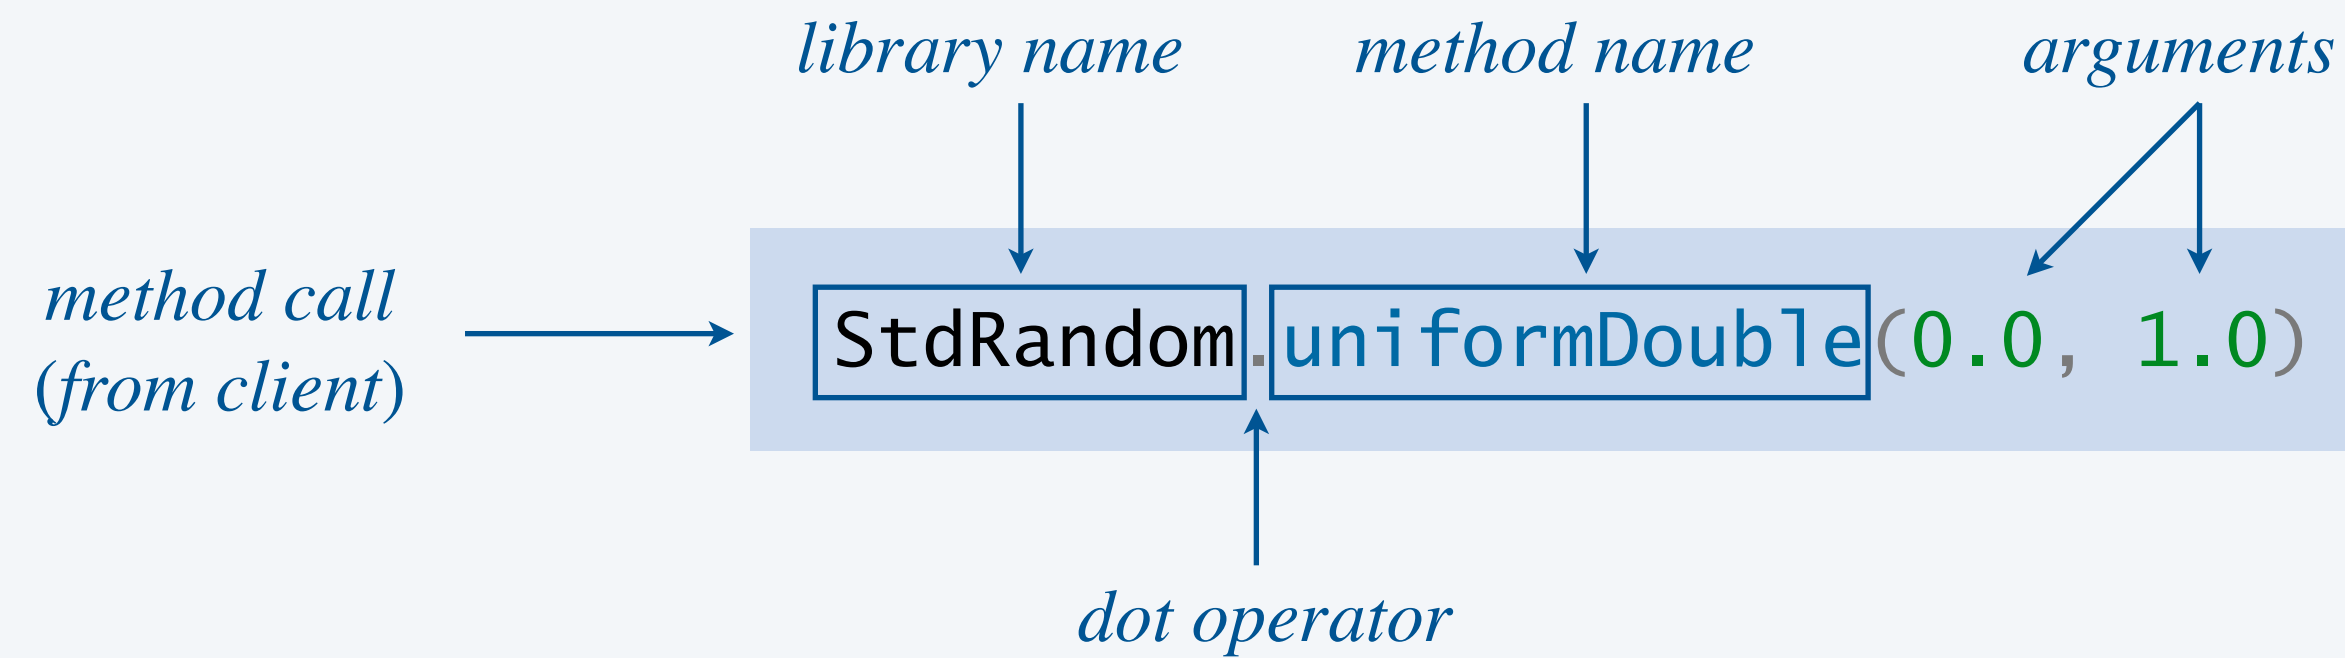 library name
method name
arguments
method call
(from client)
StdRandom.uniformDouble(0.0, 1.0)
dot operator